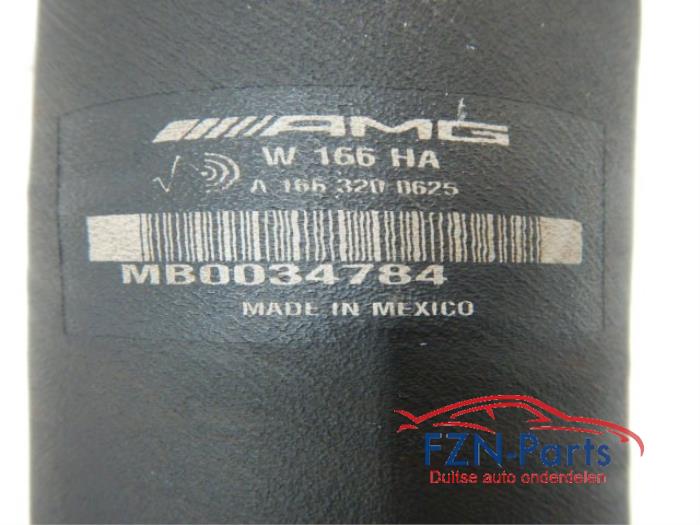 AMG
W 166 HA
A 166 320 0625
MB0034784
MADE IN MEXICO
FZN-Parts
Duitse auto onderdelen